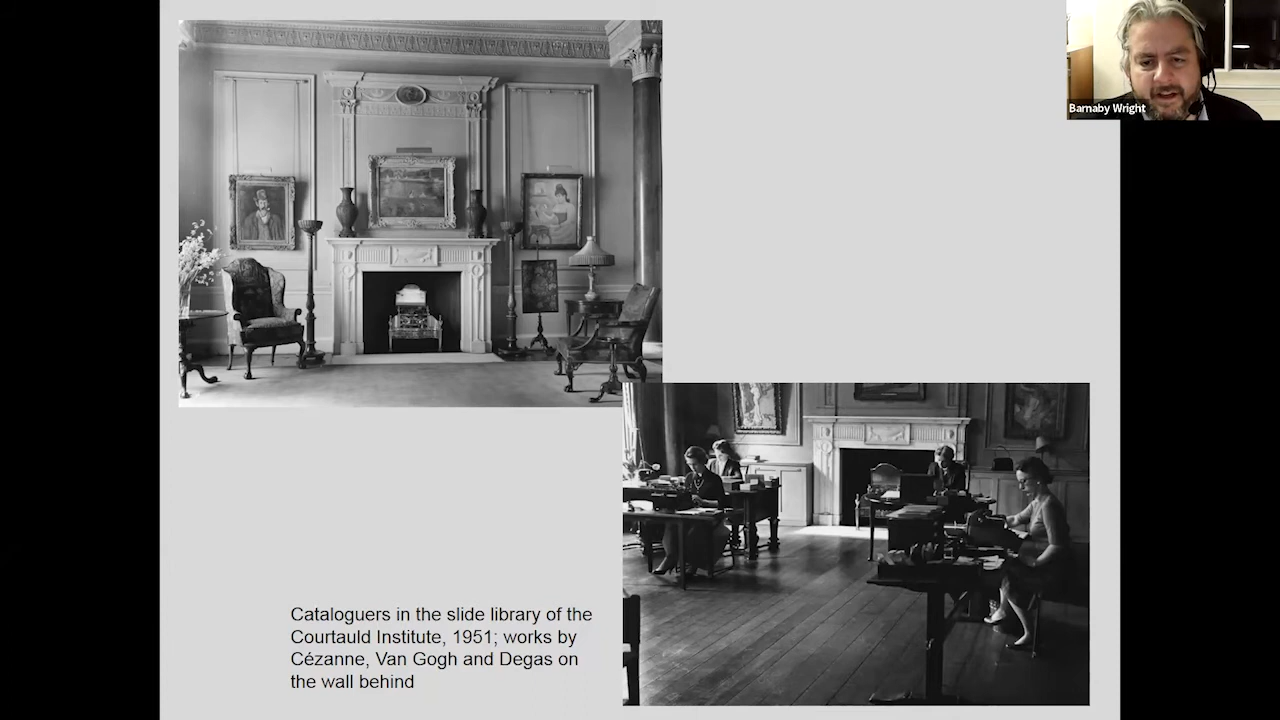 Barnaby Wright
Cataloguers in the slide library of the
Courtauld Institute, 1951; works by
Cézanne, Van Gogh and Degas on
the wall behind